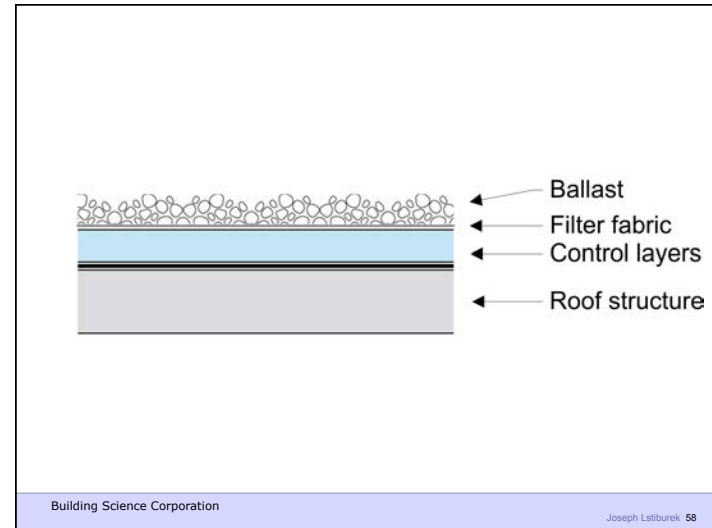 Ballast
Filter fabric
Control layers
Roof structure
Building Science Corporation
Joseph Lstiburek 58